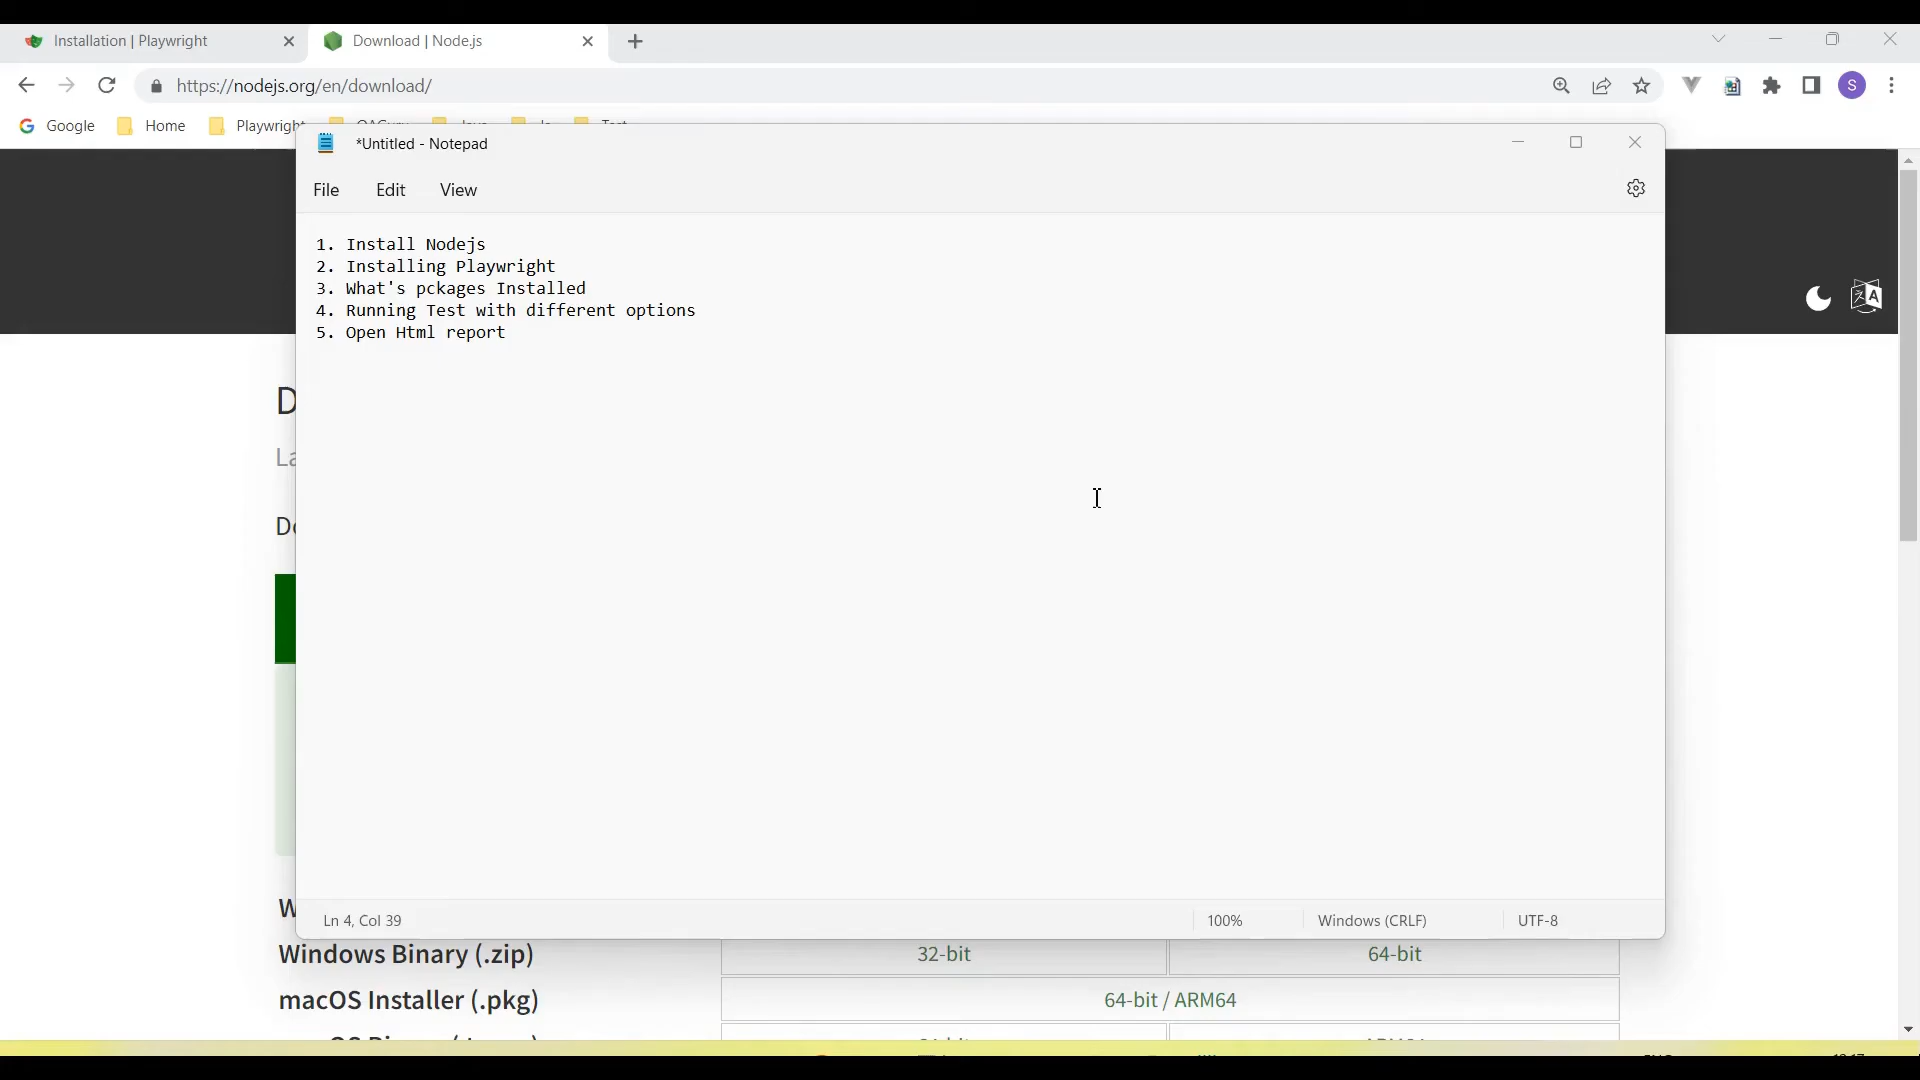 Installation | Playwright
Download | Node.js
https://nodejs.org/en/download/
S
Google
Home
Playwright
*Untitled - Notepad
File
Edit
View
1. Install Nodejs
2. Installing Playwright
3. What's pckages Installed
4. Running Test with different options
5. Open Html report
Ln 4, Col 39
100%
Windows (CRLF)
UTF-8
Windows Binary (.zip)
32-bit
64-bit
macOS Installer (.pkg)
64-bit / ARM64